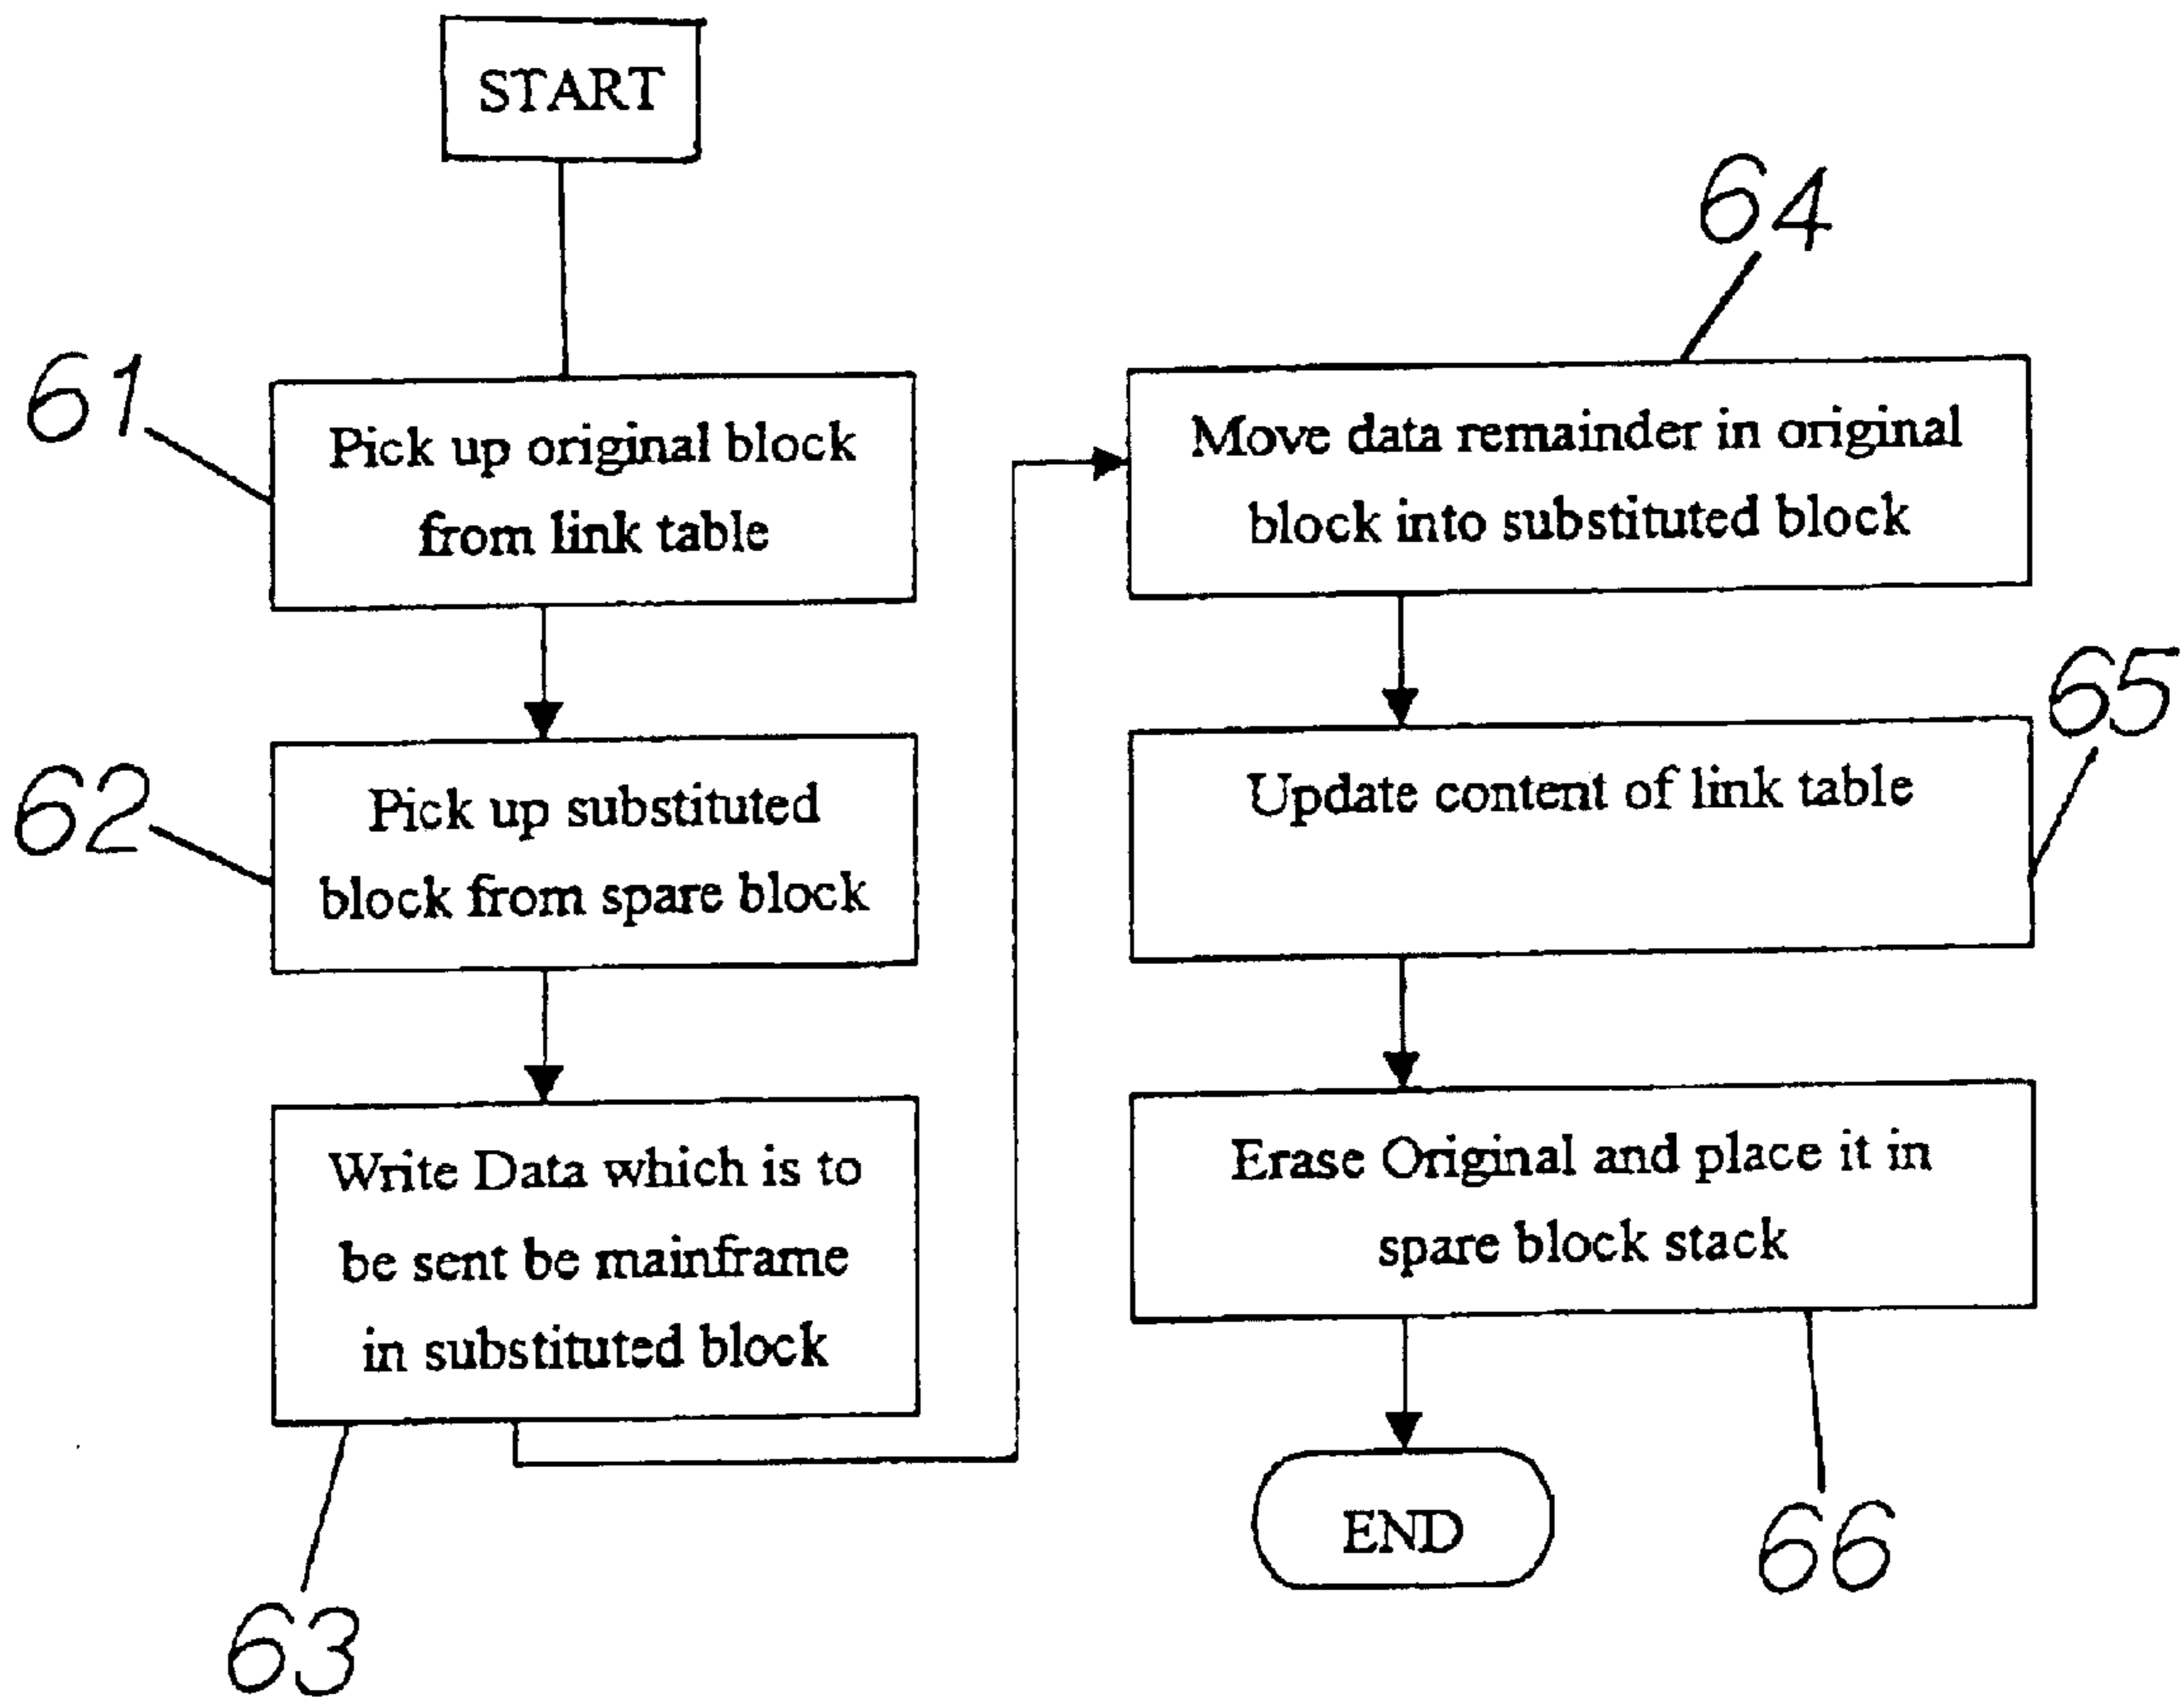 START
61
Pick up original block
from link table
62
Pick up substituted
block from spare block
Write Data which is to
be sent be mainframe
in substituted block
63
64
Move data remainder in original
block into substituted block
65
Update content of link table
Erase Original and place it in
spare block stack
66
END